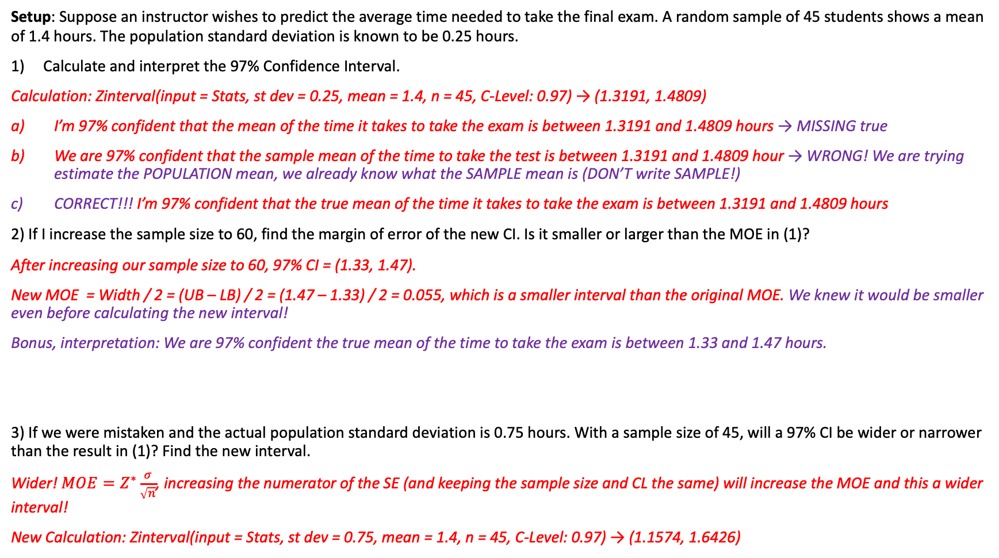 Setup: Suppose an instructor wishes to predict the average time needed to take the final exam. A random sample of 45 students shows a mean
of 1.4 hours. The population standard deviation is known to be 0.25 hours.
1) Calculate and interpret the 97% Confidence Interval.
Calculation: Zinterval(input = Stats, st dev = 0.25, mean = 1.4, n = 45, C-Level: 0.97) → (1.3191, 1.4809)
a) I'm 97% confident that the mean of the time it takes to take the exam is between 1.3191 and 1.4809 hours → MISSING true
b) We are 97% confident that the sample mean of the time to take the test is between 1.3191 and 1.4809 hour → WRONG! We are trying
estimate the POPULATION mean, we already know what the SAMPLE mean is (DON'T write SAMPLE!)
c) CORRECT!!! I'm 97% confident that the true mean of the time it takes to take the exam is between 1.3191 and 1.4809 hours
2) If I increase the sample size to 60, find the margin of error of the new CI. Is it smaller or larger than the MOE in (1)?
After increasing our sample size to 60, 97% CI = (1.33, 1.47).
New MOE = Width / 2 = (UB – LB) / 2 = (1.47 – 1.33) / 2 = 0.055, which is a smaller interval than the original MOE. We knew it would be smaller
even before calculating the new interval!
Bonus, interpretation: We are 97% confident the true mean of the time to take the exam is between 1.33 and 1.47 hours.
3) If we were mistaken and the actual population standard deviation is 0.75 hours. With a sample size of 45, will a 97% CI be wider or narrower
than the result in (1)? Find the new interval.
Wider! MOE = Z* σ/√n, increasing the numerator of the SE (and keeping the sample size and CL the same) will increase the MOE and this a wider
interval!
New Calculation: Zinterval(input = Stats, st dev = 0.75, mean = 1.4, n = 45, C-Level: 0.97) → (1.1574, 1.6426)